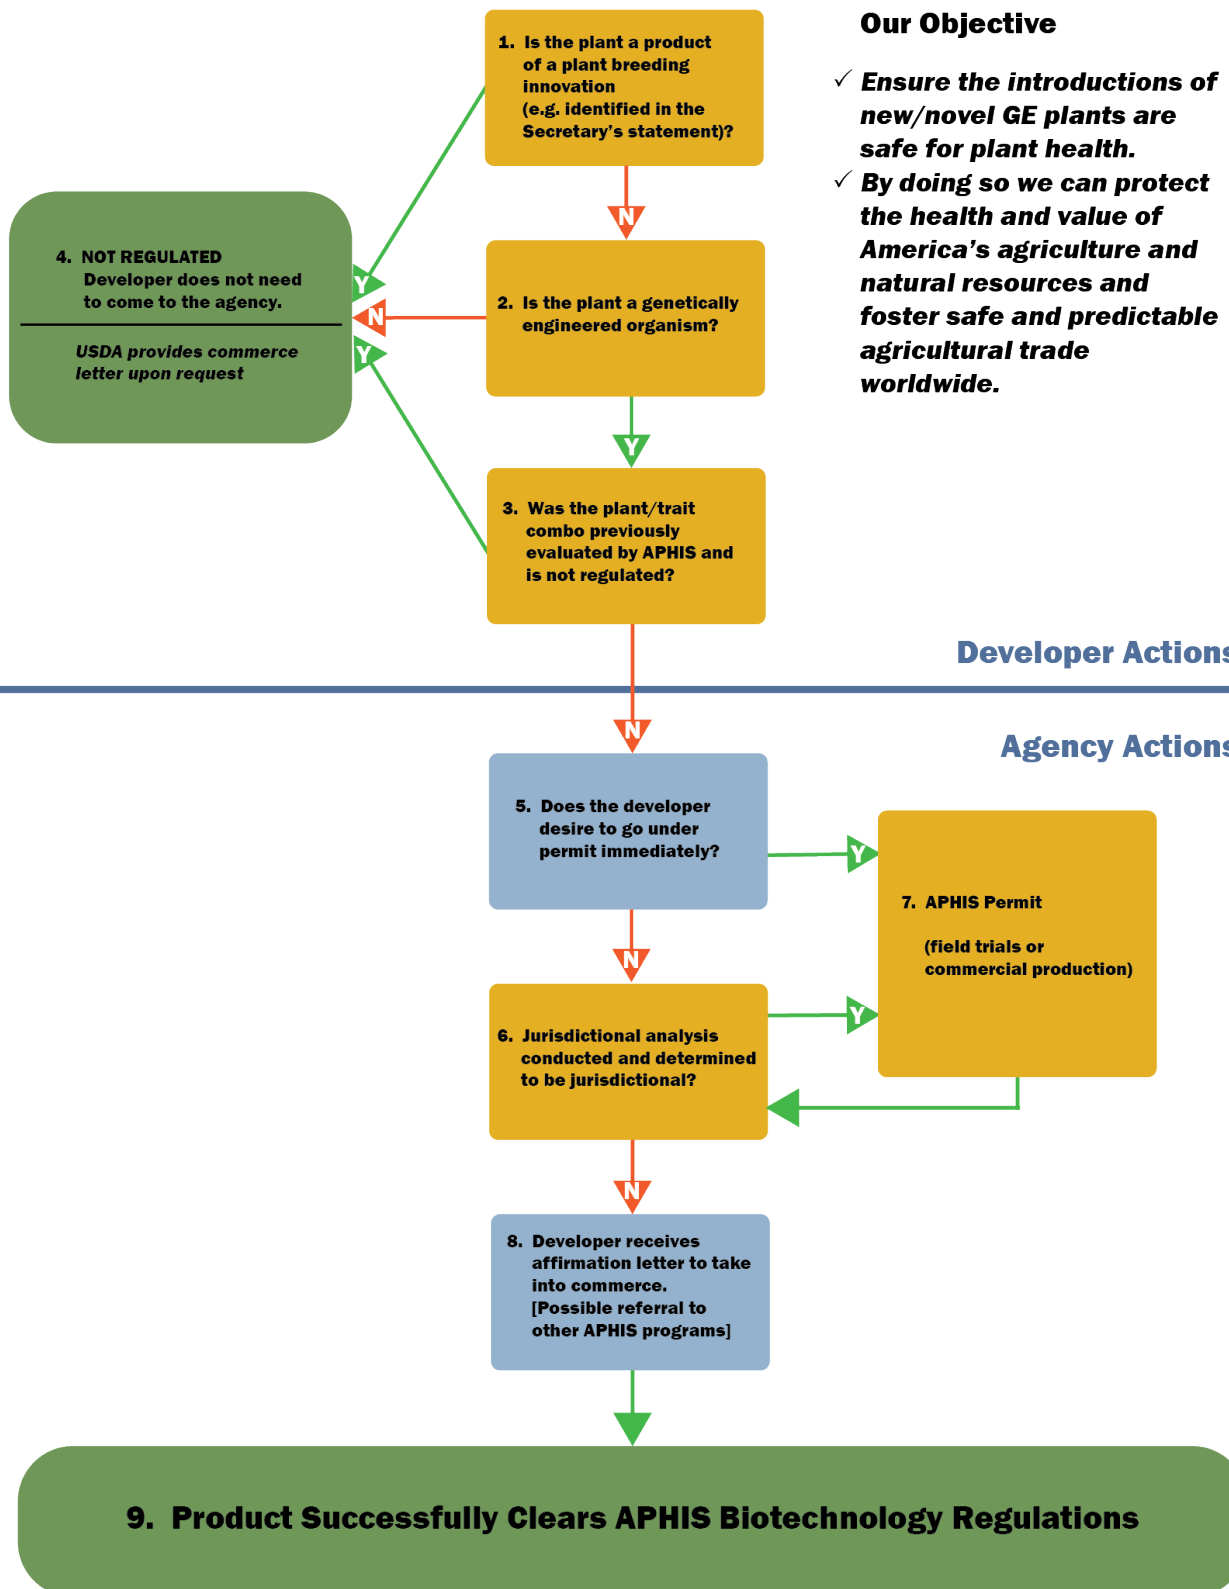 Our Objective
✓ Ensure the introductions of
new/novel GE plants are
safe for plant health.
✓ By doing so we can protect
the health and value of
America's agriculture and
natural resources and
foster safe and predictable
agricultural trade
worldwide.
1. Is the plant a product
of a plant breeding
innovation
(e.g. identified in the
Secretary's statement)?
N
Y
2. Is the plant a genetically
engineered organism?
N
Y
3. Was the plant/trait
combo previously
evaluated by APHIS and
is not regulated?
Y
4. NOT REGULATED
Developer does not need
to come to the agency.
USDA provides commerce
letter upon request
Developer Actions
N
Agency Actions
5. Does the developer
desire to go under
permit immediately?
Y
N
6. Jurisdictional analysis
conducted and determined
to be jurisdictional?
Y
7. APHIS Permit
(field trials or
commercial production)
N
8. Developer receives
affirmation letter to take
into commerce.
[Possible referral to
other APHIS programs]
9. Product Successfully Clears APHIS Biotechnology Regulations